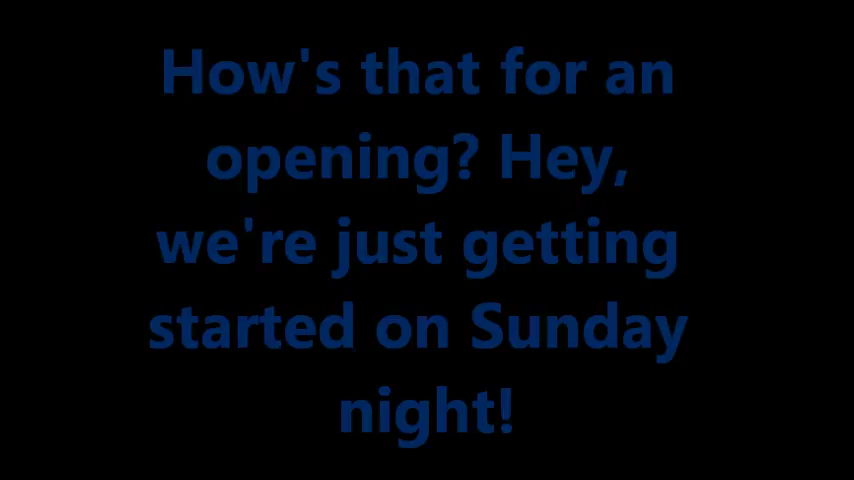 How's that for an
opening? Hey,
we're just getting
started on Sunday
night!